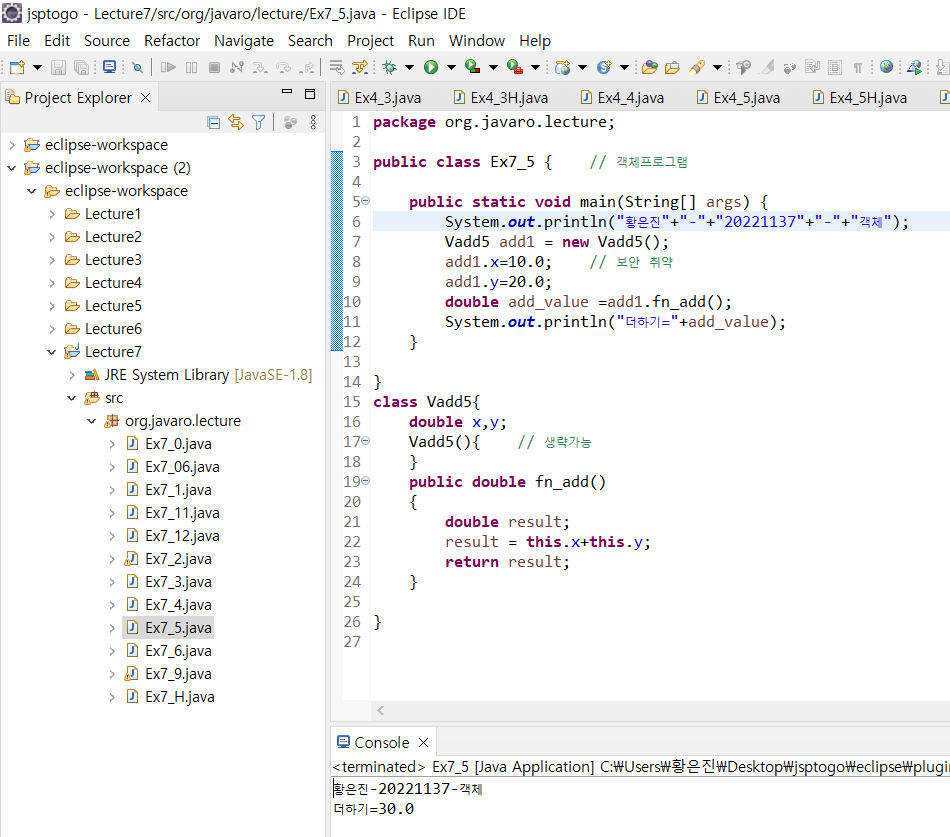 jsptogo - Lecture7/src/org/javaro/lecture/Ex7_5.java - Eclipse IDE
File Edit Source Refactor Navigate Search Project Run Window Help
Project Explorer
eclipse-workspace
eclipse-workspace (2)
eclipse-workspace
Lecture1
Lecture2
Lecture3
Lecture4
Lecture5
Lecture6
Lecture7
JRE System Library [JavaSE-1.8]
src
org.javaro.lecture
Ex7_0.java
Ex7_06.java
Ex7_1.java
Ex7_11.java
Ex7_12.java
Ex7_2.java
Ex7_3.java
Ex7_4.java
Ex7_5.java
Ex7_6.java
Ex7_9.java
Ex7_H.java
Ex4_3.java Ex4_3H.java Ex4_4.java Ex4_5.java Ex4_5H.java
1 package org.javaro.lecture;
2
3 public class Ex7_5 { // 객체프로그램
4
5 public static void main(String[] args) {
6 System.out.println("황은진"+"-"+"20221137"+"-"+"객체");
7 Vadd5 add1 = new Vadd5();
8 add1.x=10.0; // 보안 취약
9 add1.y=20.0;
10 double add_value =add1.fn_add();
11 System.out.println("더하기="+add_value);
12 }
13
14 }
15 class Vadd5{
16 double x,y;
17 Vadd5(){ // 생략가능
18 }
19 public double fn_add()
20 {
21 double result;
22 result = this.x+this.y;
23 return result;
24 }
25
26 }
27
Console
<terminated> Ex7_5 [Java Application] C:₩Users₩황은진₩Desktop₩jsptogo₩eclipse₩plugin
황은진-20221137-객체
더하기=30.0